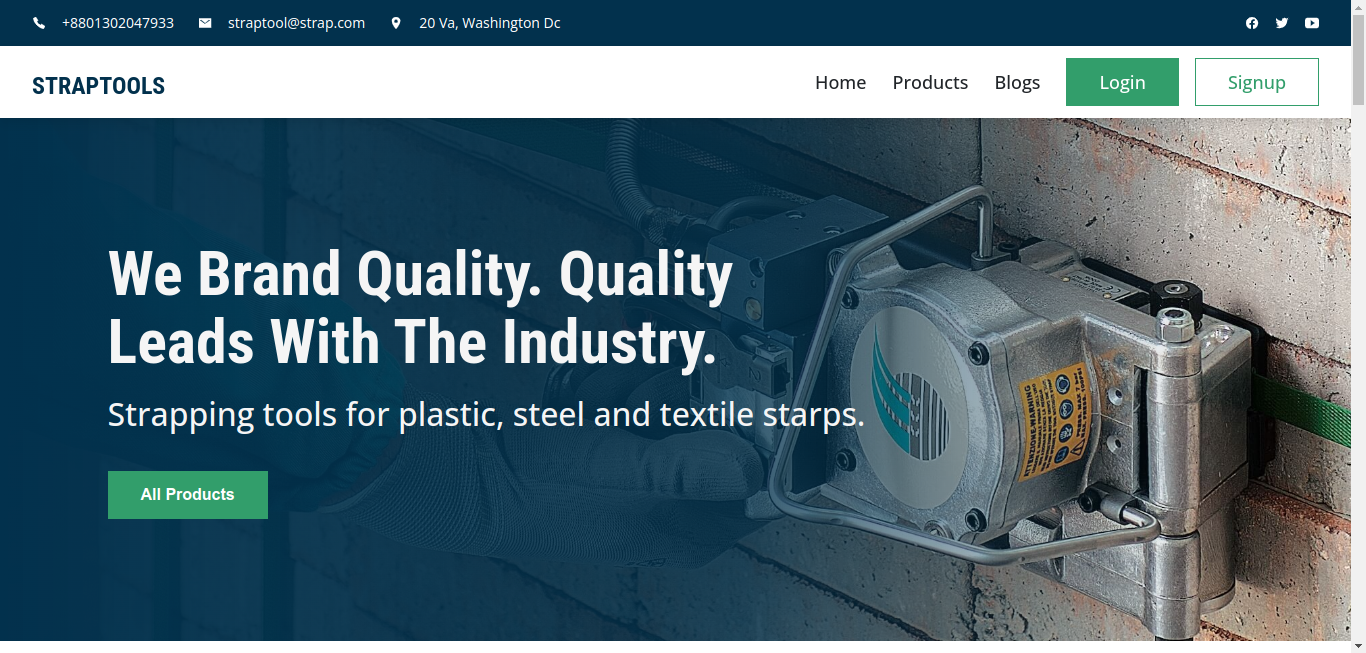 +8801302047933 straptool@strap.com 20 Va, Washington Dc
STRAPTOOLS Home Products Blogs Login Signup
We Brand Quality. Quality
Leads With The Industry.
Strapping tools for plastic, steel and textile starps.
All Products
ATTENZIONE.WARNING